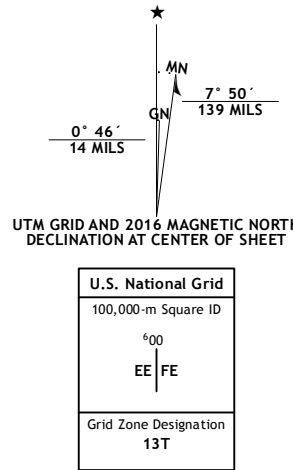 ★
MN
7° 50´
139 MILS
GN
0° 46´
14 MILS
UTM GRID AND 2016 MAGNETIC NORTH
DECLINATION AT CENTER OF SHEET
U.S. National Grid
100,000-m Square ID
⁶00
EE FE
Grid Zone Designation
13T